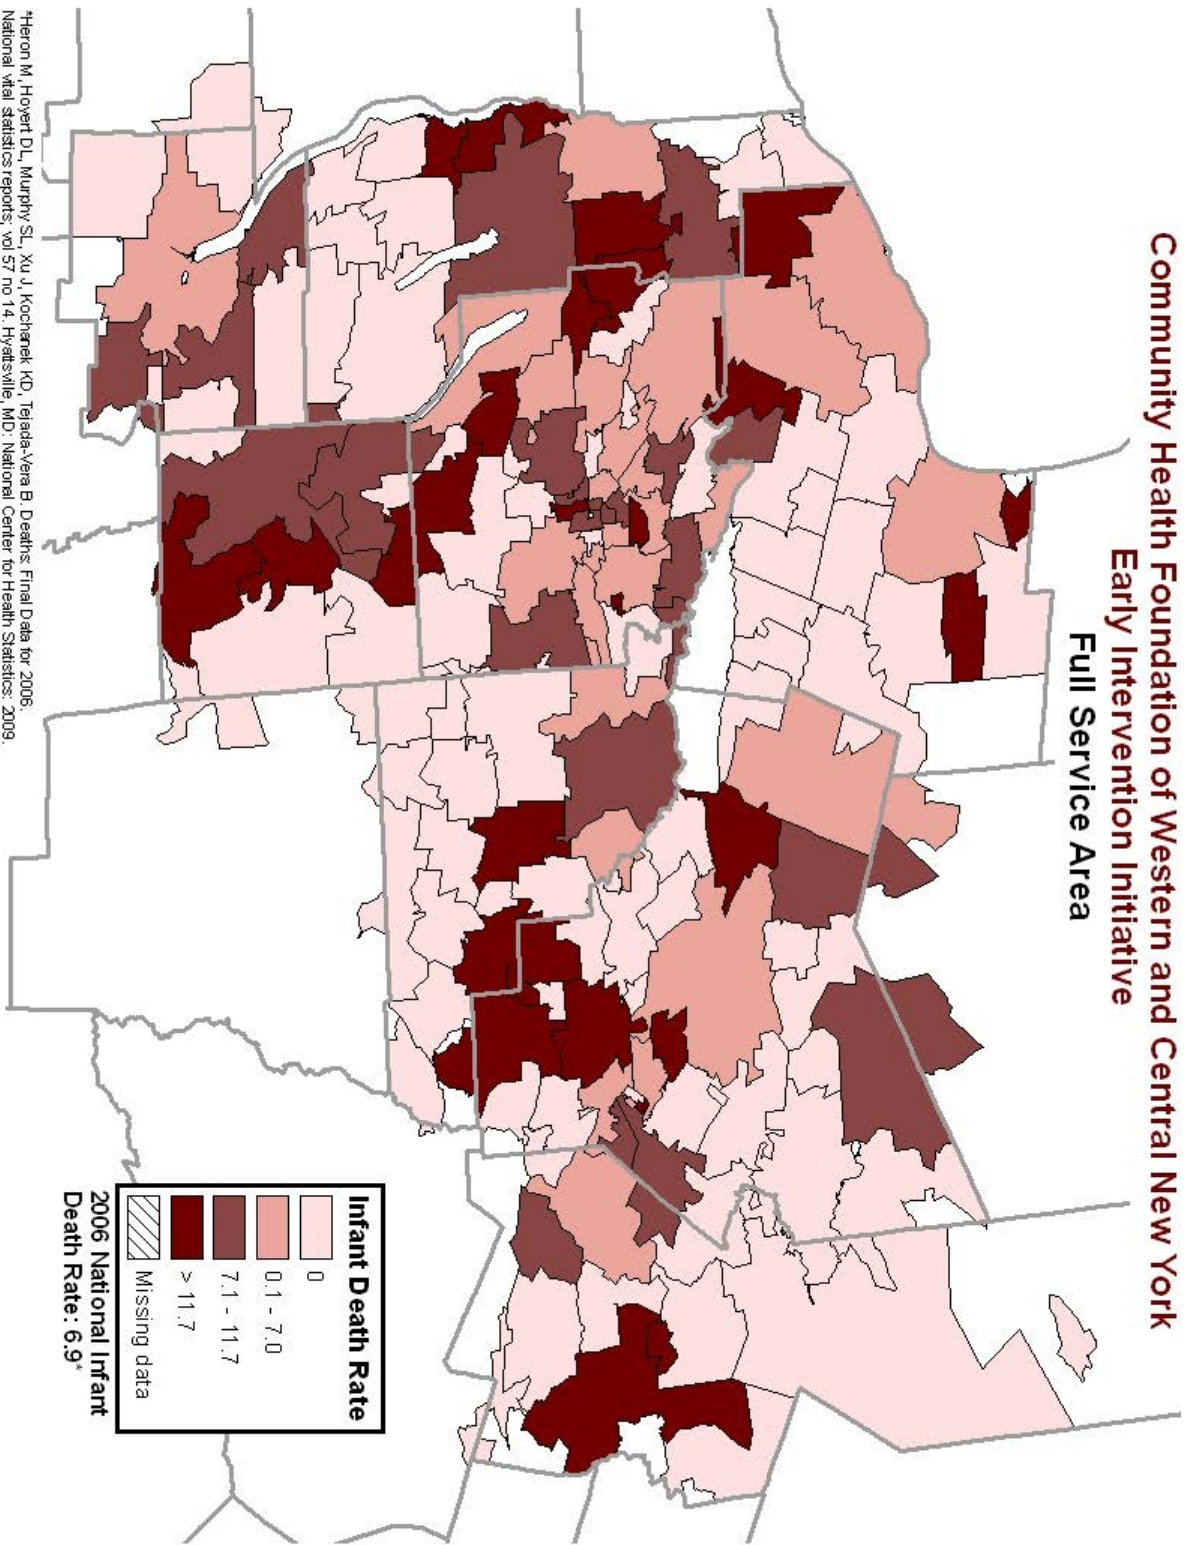 Community Health Foundation of Western and Central New York
Early Intervention Initiative
Full Service Area
Infant Death Rate
0
0.1 - 7.0
7.1 - 11.7
> 11.7
Missing data
2006 National Infant
Death Rate: 6.9*
*Heron M, Hoyert DL, Murphy SL, Xu J, Kochanek KD, Tejada-Vera B. Deaths: Final Data for 2006.
National vital statistics reports; vol 57 no 14. Hyattsville, MD: National Center for Health Statistics: 2009.